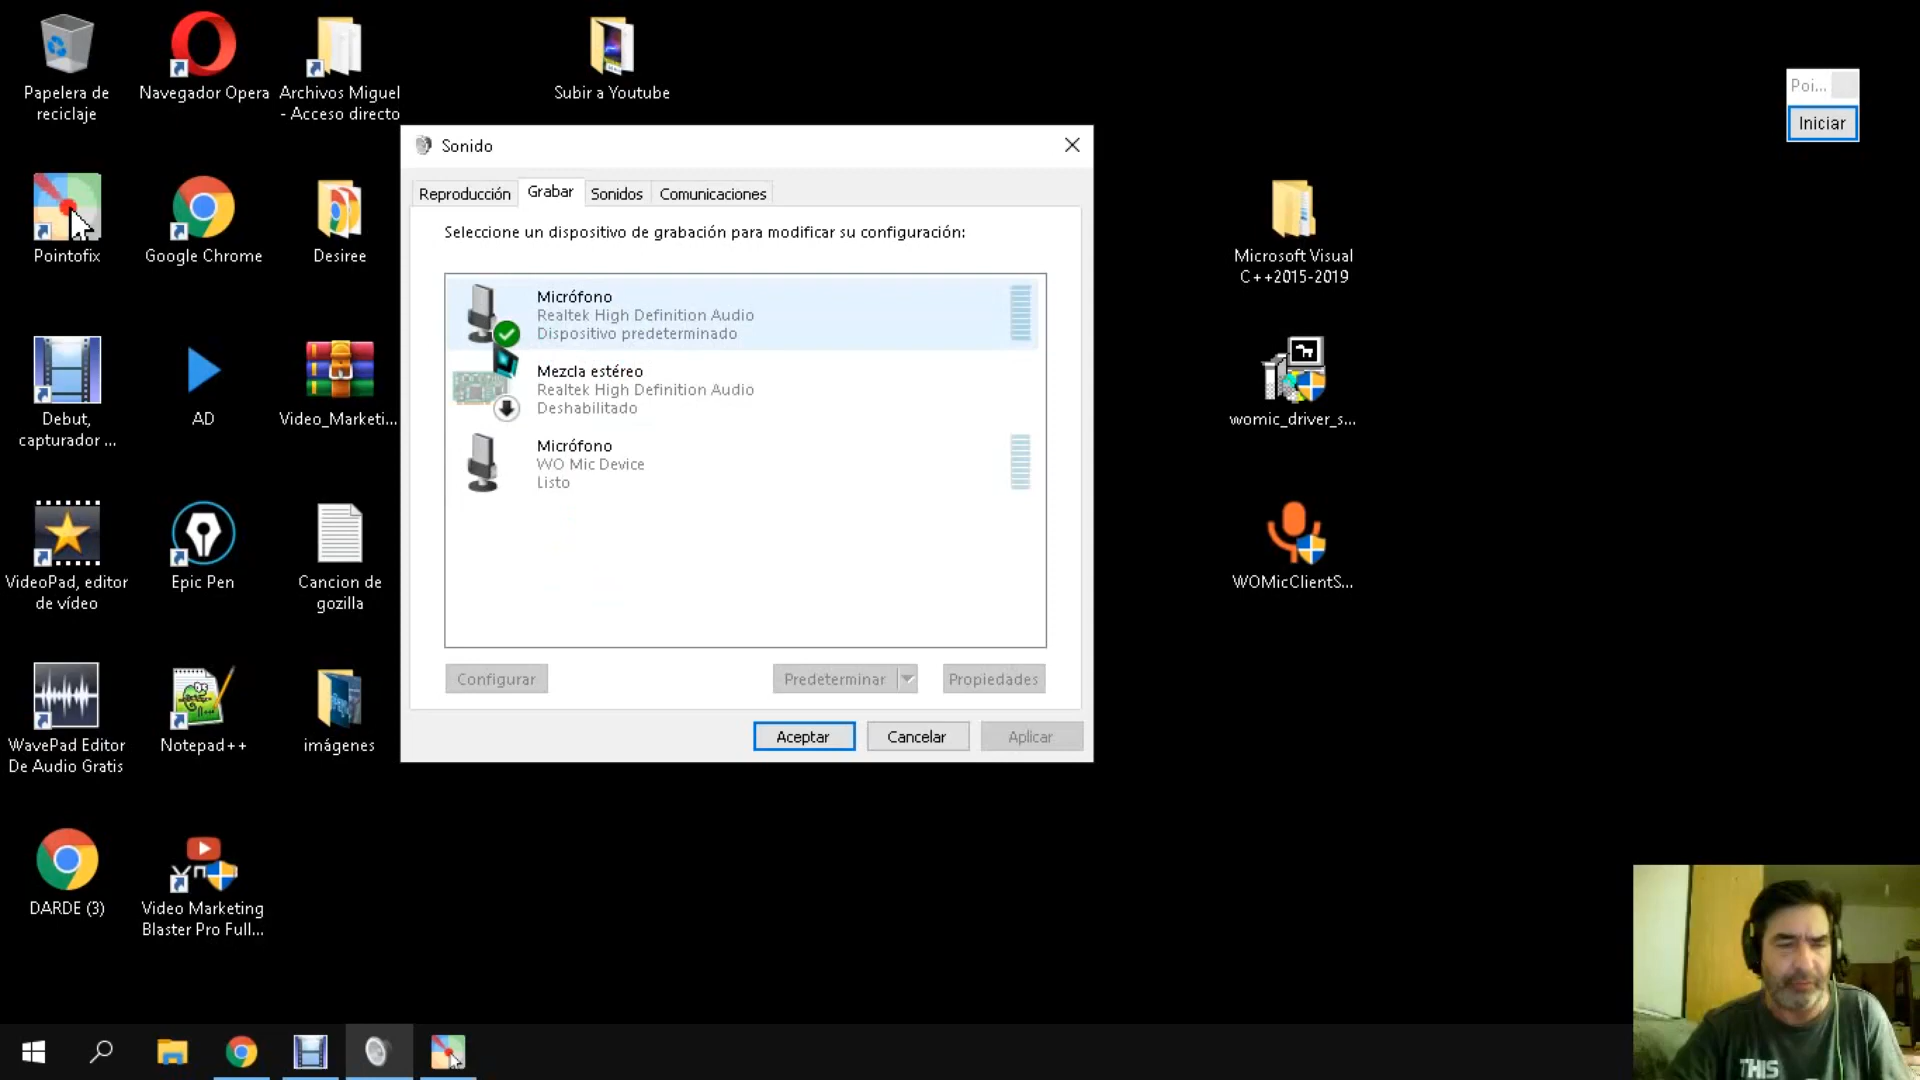 Papelera de
reciclaje
Navegador Opera
Archivos Miguel
- Acceso directo
Subir a Youtube
Poi...
Iniciar
Sonido
Reproducción
Grabar
Sonidos
Comunicaciones
Seleccione un dispositivo de grabación para modificar su configuración:
Micrófono
Realtek High Definition Audio
Dispositivo predeterminado
Mezcla estéreo
Realtek High Definition Audio
Deshabilitado
Micrófono
WO Mic Device
Listo
Configurar
Predeterminar
Propiedades
Aceptar
Cancelar
Aplicar
Pointofix
Google Chrome
Desiree
Microsoft Visual
C++2015-2019
Debut,
capturador ...
AD
Video_Marketi...
womic_driver_s...
VideoPad, editor
de vídeo
Epic Pen
Cancion de
gozilla
WOMicClientS...
WavePad Editor
De Audio Gratis
Notepad++
imágenes
DARDE (3)
Video Marketing
Blaster Pro Full...
THIS